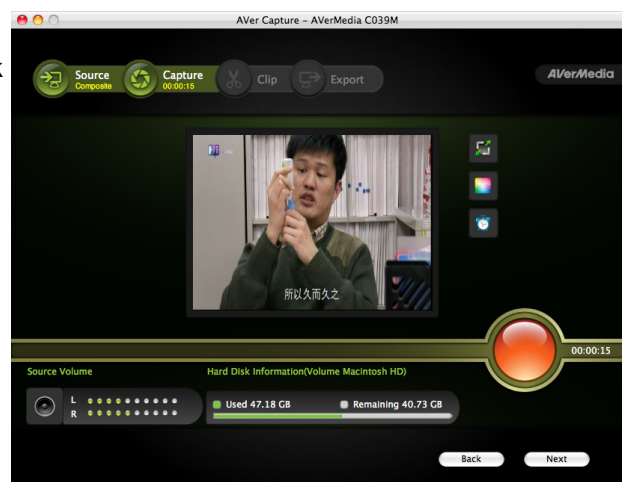 AVer Capture – AVerMedia C039M
Source
Composite
Capture
00:00:15
Clip
Export
AVerMedia
所以久而久之
00:00:15
Source Volume
Hard Disk Information(Volume Macintosh HD)
L
R
Used 47.18 GB
Remaining 40.73 GB
Back
Next